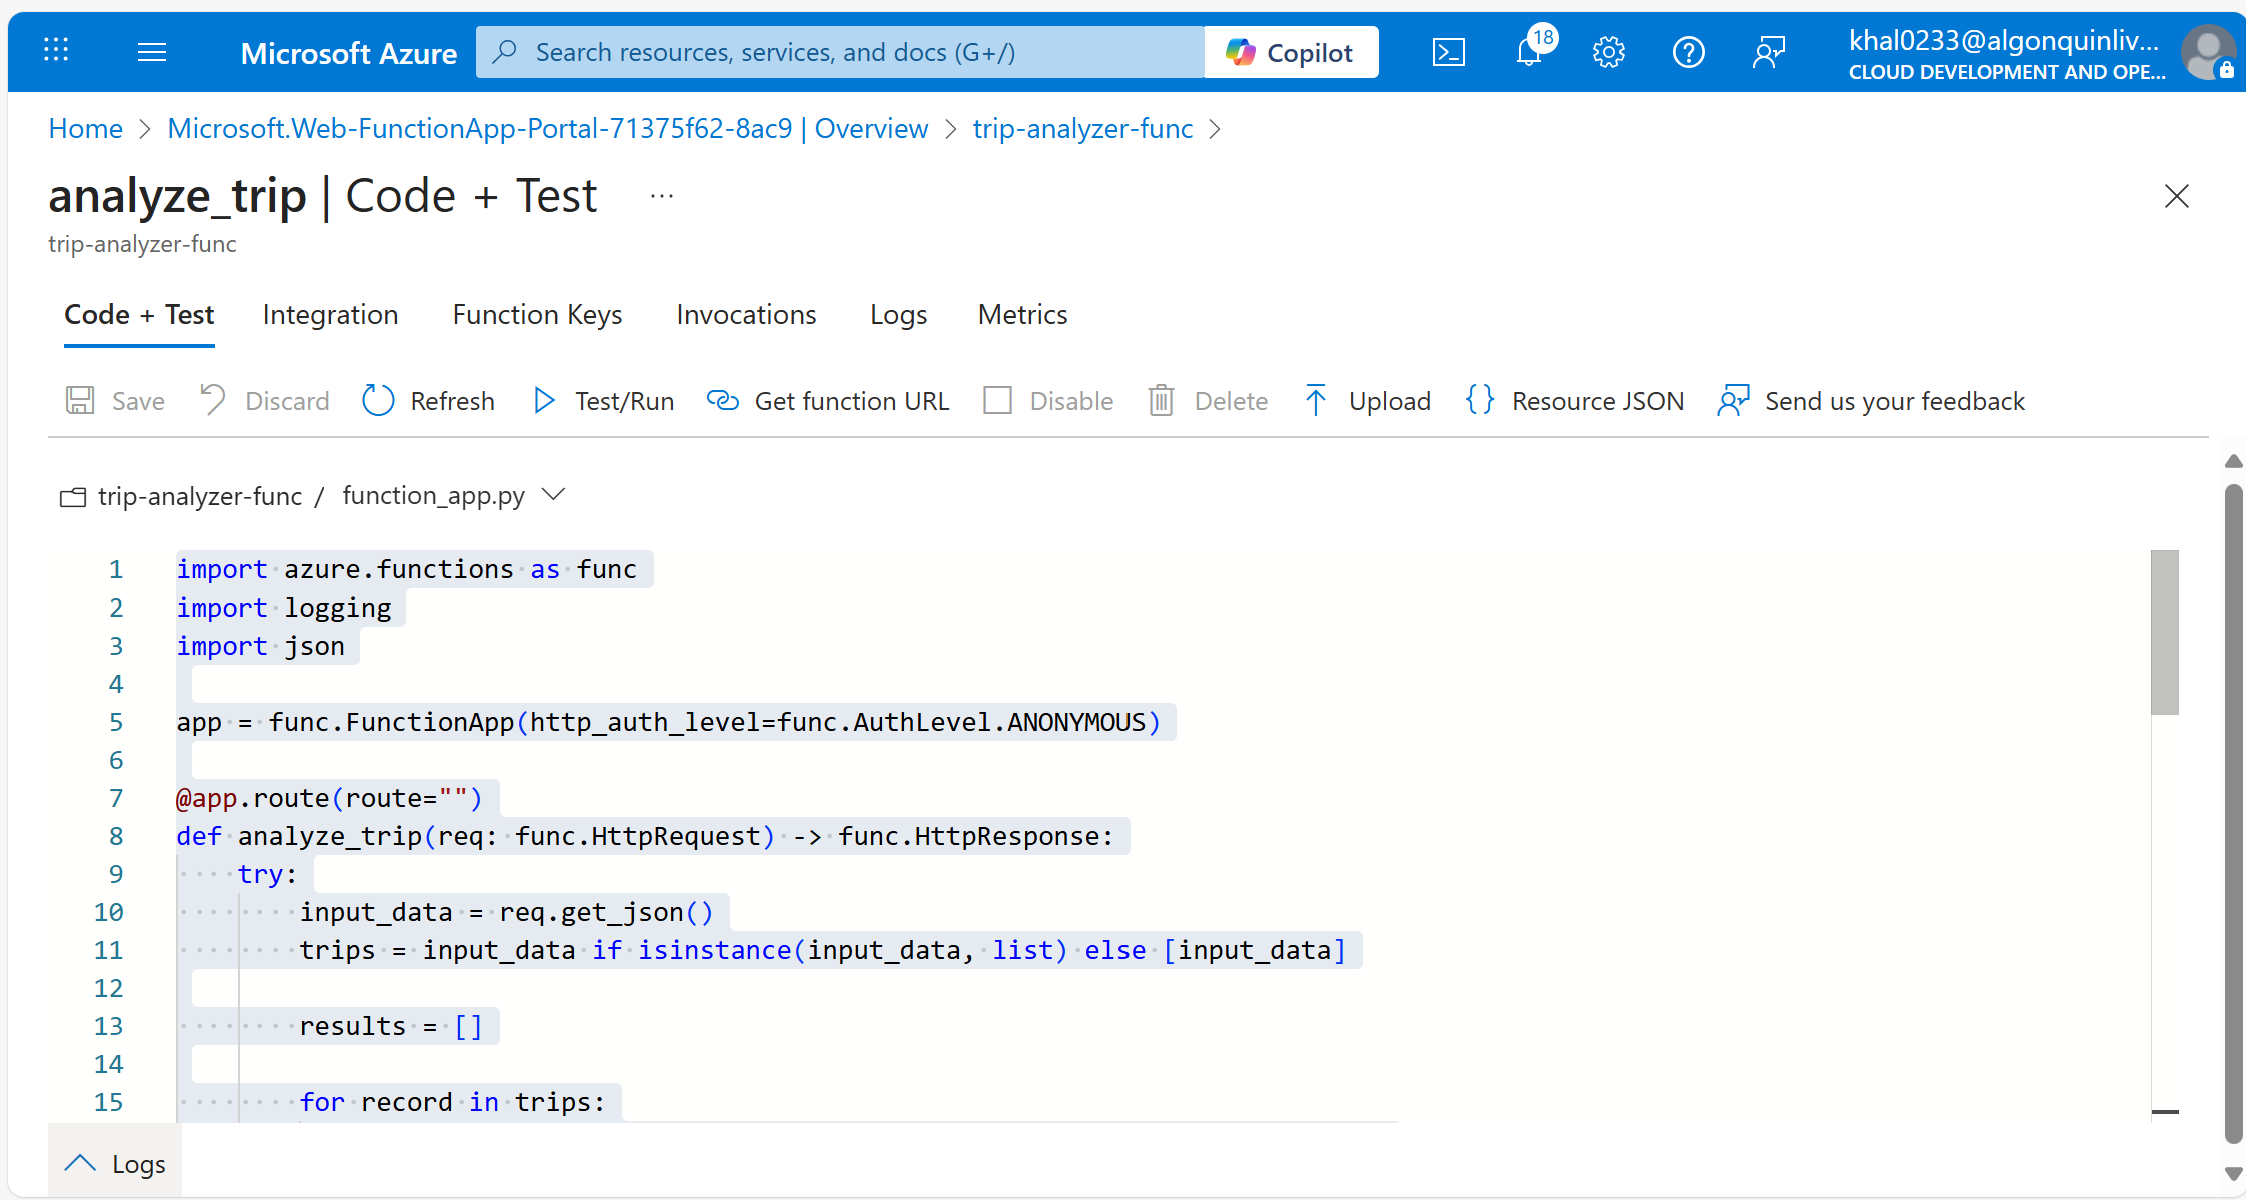 Microsoft Azure
Search resources, services, and docs (G+/)
Copilot
18
khal0233@algonquinliv...
CLOUD DEVELOPMENT AND OPE...
Home > Microsoft.Web-FunctionApp-Portal-71375f62-8ac9 | Overview > trip-analyzer-func >
analyze_trip | Code + Test ...
trip-analyzer-func
Code + Test Integration Function Keys Invocations Logs Metrics
Save Discard Refresh Test/Run Get function URL Disable Delete Upload Resource JSON Send us your feedback
trip-analyzer-func / function_app.py
1 import azure.functions as func
2 import logging
3 import json
4
5 app = func.FunctionApp(http_auth_level=func.AuthLevel.ANONYMOUS)
6
7 @app.route(route="")
8 def analyze_trip(req: func.HttpRequest) -> func.HttpResponse:
9     try:
10         input_data = req.get_json()
11         trips = input_data if isinstance(input_data, list) else [input_data]
12
13         results = []
14
15         for record in trips:
Logs